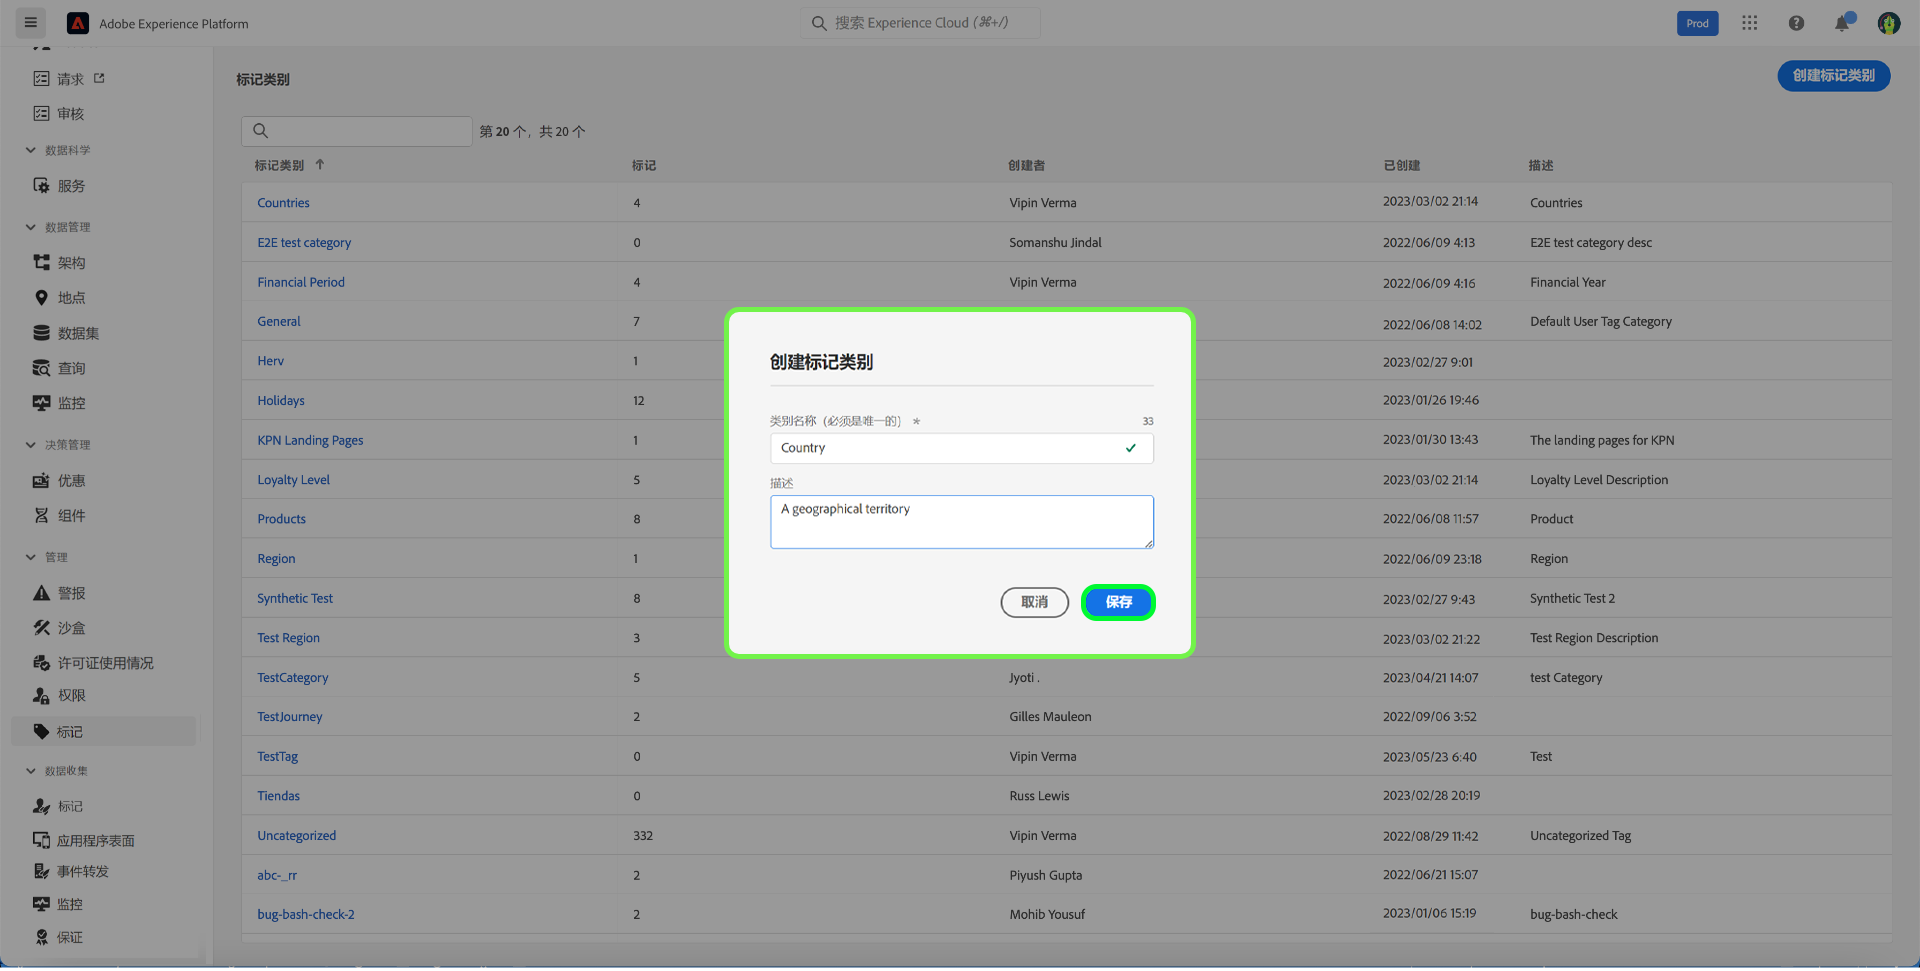 Adobe Experience Platform
搜索 Experience Cloud (⌘+/)
Prod
请求
审核
数据科学
服务
数据管理
架构
地点
数据集
查询
监控
决策管理
优惠
组件
管理
警报
沙盒
许可证使用情况
权限
标记
数据收集
标记
应用程序表面
事件转发
监控
保证
标记类别
创建标记类别
第 20 个，共 20 个
标记类别 标记 创建者 已创建 描述
Countries 4 Vipin Verma 2023/03/02 21:14 Countries
E2E test category 0 Somanshu Jindal 2022/06/09 4:13 E2E test category desc
Financial Period 4 Vipin Verma 2022/06/09 4:16 Financial Year
General 7 2022/06/08 14:02 Default User Tag Category
Herv 1 2023/02/27 9:01
Holidays 12 2023/01/26 19:46
KPN Landing Pages 1 2023/01/30 13:43 The landing pages for KPN
Loyalty Level 5 2023/03/02 21:14 Loyalty Level Description
Products 8 2022/06/08 11:57 Product
Region 1 2022/06/09 23:18 Region
Synthetic Test 8 2023/02/27 9:43 Synthetic Test 2
Test Region 3 2023/03/02 21:22 Test Region Description
TestCategory 5 Jyoti . 2023/04/21 14:07 test Category
TestJourney 2 Gilles Mauleon 2022/09/06 3:52
TestTag 0 Vipin Verma 2023/05/23 6:40 Test
Tiendas 0 Russ Lewis 2023/02/28 20:19
Uncategorized 332 Vipin Verma 2022/08/29 11:42 Uncategorized Tag
abc-_rr 2 Piyush Gupta 2022/06/21 15:07
bug-bash-check-2 2 Mohib Yousuf 2023/01/06 15:19 bug-bash-check
创建标记类别
类别名称（必须是唯一的） * 33
Country
描述
A geographical territory
取消 保存